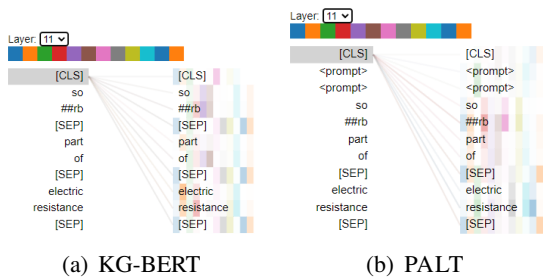 Layer: 11
[CLS] [CLS]
so so
##rb ##rb
[SEP] [SEP]
part part
of of
[SEP] [SEP]
electric electric
resistance resistance
[SEP] [SEP]
(a) KG-BERT
Layer: 11
[CLS] [CLS]
<prompt> <prompt>
<prompt> <prompt>
so so
##rb ##rb
part part
of of
[SEP] [SEP]
electric electric
resistance resistance
[SEP] [SEP]
(b) PALT